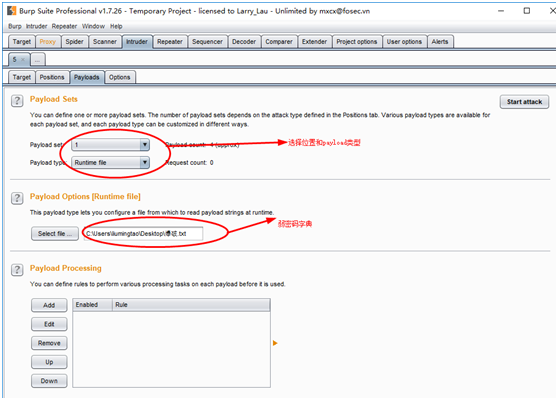 Burp Suite Professional v1.7.26 - Temporary Project - licensed to Larry_Lau - Unlimited by mxcx@fosec.vn
Burp Intruder Repeater Window Help
Target Proxy Spider Scanner Intruder Repeater Sequencer Decoder Comparer Extender Project options User options Alerts
5 × ...
Target Positions Payloads Options
? Payload Sets Start attack
You can define one or more payload sets. The number of payload sets depends on the attack type defined in the Positions tab. Various payload types are available for
each payload set, and each payload type can be customized in different ways.
Payload set: 1 Payload count: (approx) 选择位置和payload类型
Payload type: Runtime file Request count: 0
? Payload Options [Runtime file]
This payload type lets you configure a file from which to read payload strings at runtime.
弱密码字典
Select file ... C:\Users\liumingtao\Desktop\爆破.txt
? Payload Processing
You can define rules to perform various processing tasks on each payload before it is used.
Add Enabled Rule
Edit
Remove
Up
Down